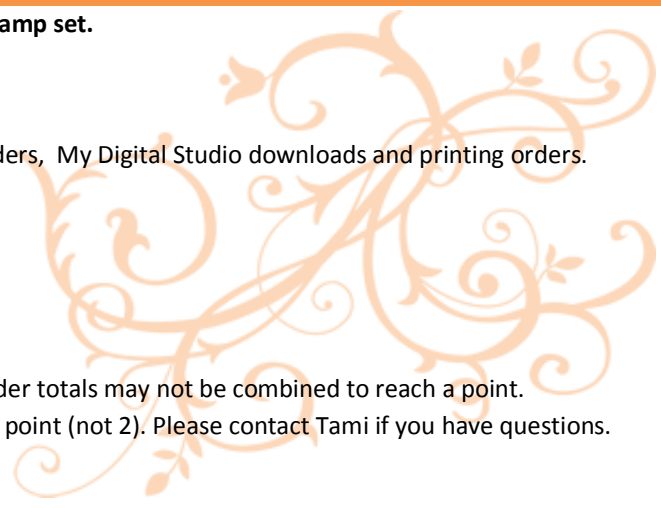 amp set.
ders, My Digital Studio downloads and printing orders.
der totals may not be combined to reach a point.
point (not 2). Please contact Tami if you have questions.